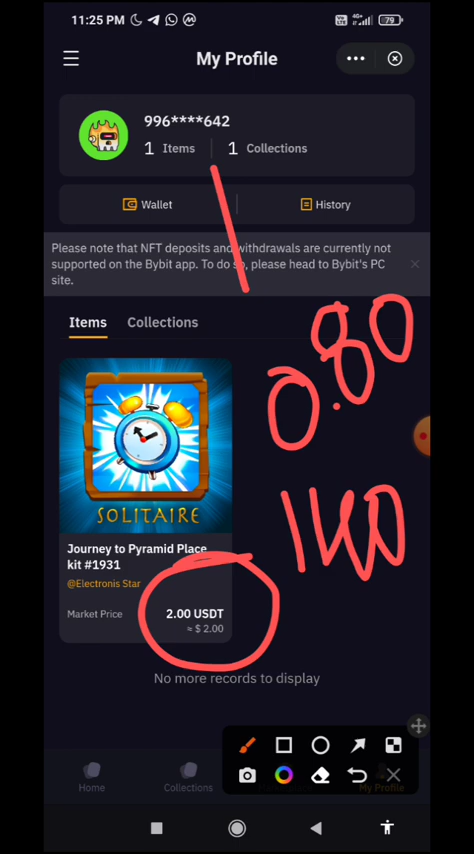 11:25 PM
4G+
79
My Profile
996****642
1 Items 1 Collections
Wallet
History
Please note that NFT deposits and withdrawals are currently not
supported on the Bybit app. To do so, please head to Bybit's PC
site.
Items Collections
0.80
SOLITAIRE
Journey to Pyramid Place
kit #1931
@Electronis Star
Market Price 2.00 USDT
≈ $ 2.00
No more records to display
Home
Collections
My Profile